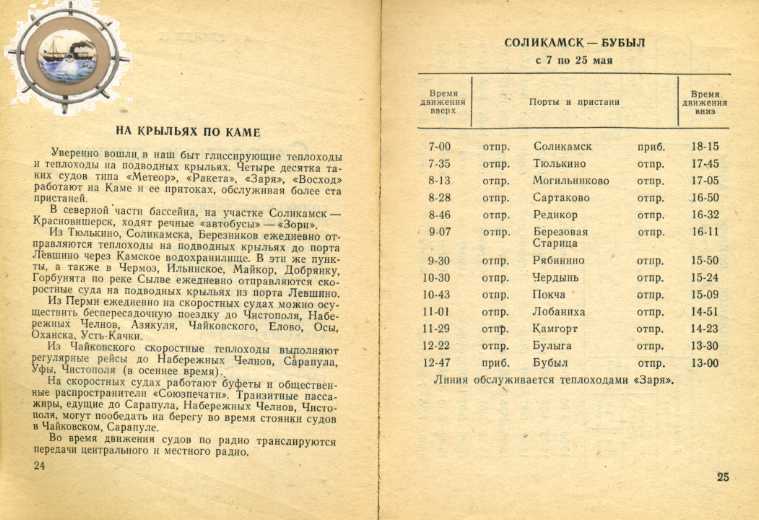 НА КРЫЛЬЯХ ПО КАМЕ
Уверенно вошли в наш быт глиссирующие теплоходы
и теплоходы на подводных крыльях. Четыре десятка та-
ких судов типа «Метеор», «Ракета», «Заря», «Восход»
работают на Каме и ее притоках, обслуживая более ста
пристаней.
В северной части бассейна, на участке Соликамск —
Красновишерск, ходят речные «автобусы» — «Зори».
Из Тюлькино, Соликамска, Березников ежедневно от-
правляются теплоходы на подводных крыльях до порта
Левшино через Камское водохранилище. В эти же пунк-
ты, а также в Чермоз, Ильинское, Майкор, Добрянку,
Горбунята по реке Сылве ежедневно отправляются ско-
ростные суда на подводных крыльях из порта Левшино.
Из Перми ежедневно на скоростных судах можно осу-
ществить беспересадочную поездку до Чистополя, Набе-
режных Челнов, Азякуля, Чайковского, Елово, Осы,
Оханска, Усть-Качки.
Из Чайковского скоростные теплоходы выполняют
регулярные рейсы до Набережных Челнов, Сарапула,
Уфы, Чистополя (в осеннее время).
На скоростных судах работают буфеты и обществен-
ные распространители «Союзпечати». Транзитные пасса-
жиры, едущие до Сарапула, Набережных Челнов, Чисто-
поля, могут пообедать на берегу во время стоянки судов
в Чайковском, Сарапуле.
Во время движения судов по радио транслируются
передачи центрального и местного радио.
24
СОЛИКАМСК — БУБЫЛ
с 7 по 25 мая
Время движения вверх Порты и пристани Время движения вниз
7-00 отпр. Соликамск приб. 18-15
7-35 отпр. Тюлькино отпр. 17-45
8-13 отпр. Могильниково отпр. 17-05
8-28 отпр. Сартаково отпр. 16-50
8-46 отпр. Редикор отпр. 16-32
9-07 отпр. Березовая отпр. 16-11
Старица
9-30 отпр. Рябинино отпр. 15-50
10-30 отпр. Чердынь отпр. 15-24
10-43 отпр. Покча отпр. 15-09
11-01 отпр. Лобаниха отпр. 14-51
11-29 отпр. Камгорт отпр. 14-23
12-22 отпр. Булыга отпр. 13-30
12-47 приб. Бубыл отпр. 13-00
Линия обслуживается теплоходами «Заря».
25